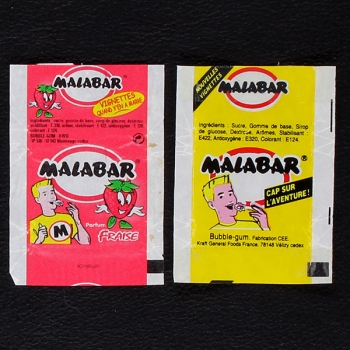 MALABAR®
VIGNETTES
QUAND Y'EN A MARRE
MALABAR®
M
Parfum
FRAISE
NOUVELLES
VIGNETTES
MALABAR
Ingrédients : Sucre, Gomme de base, Sirop
de glucose, Dextrose, Arômes, Stabilisant :
E422, Antioxygène : E320, Colorant : E124.
MALABAR®
CAP SUR
L'AVENTURE !
Bubble-gum. Fabrication CEE.
Kraft General Foods France. 78148 Vélizy cedex